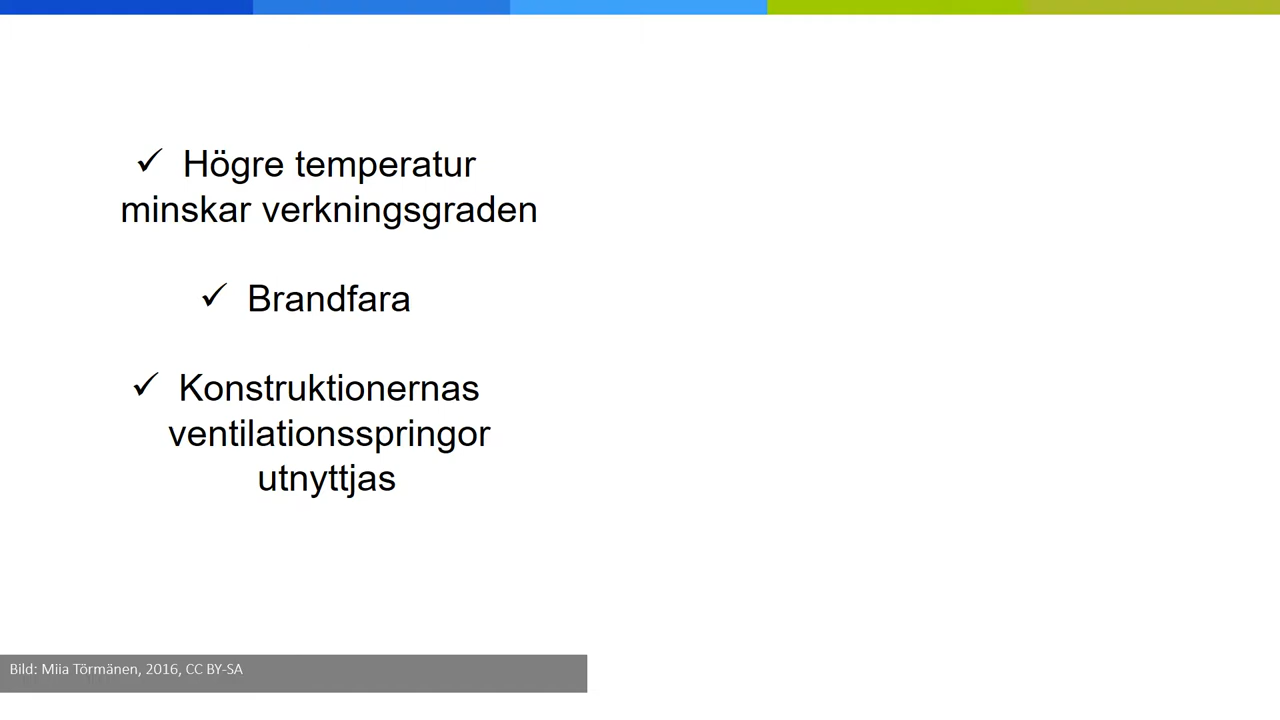 ✓ Högre temperatur
minskar verkningsgraden
✓ Brandfara
✓ Konstruktionernas
ventilationsspringor
utnyttjas
Bild: Miia Törmänen, 2016, CC BY-SA